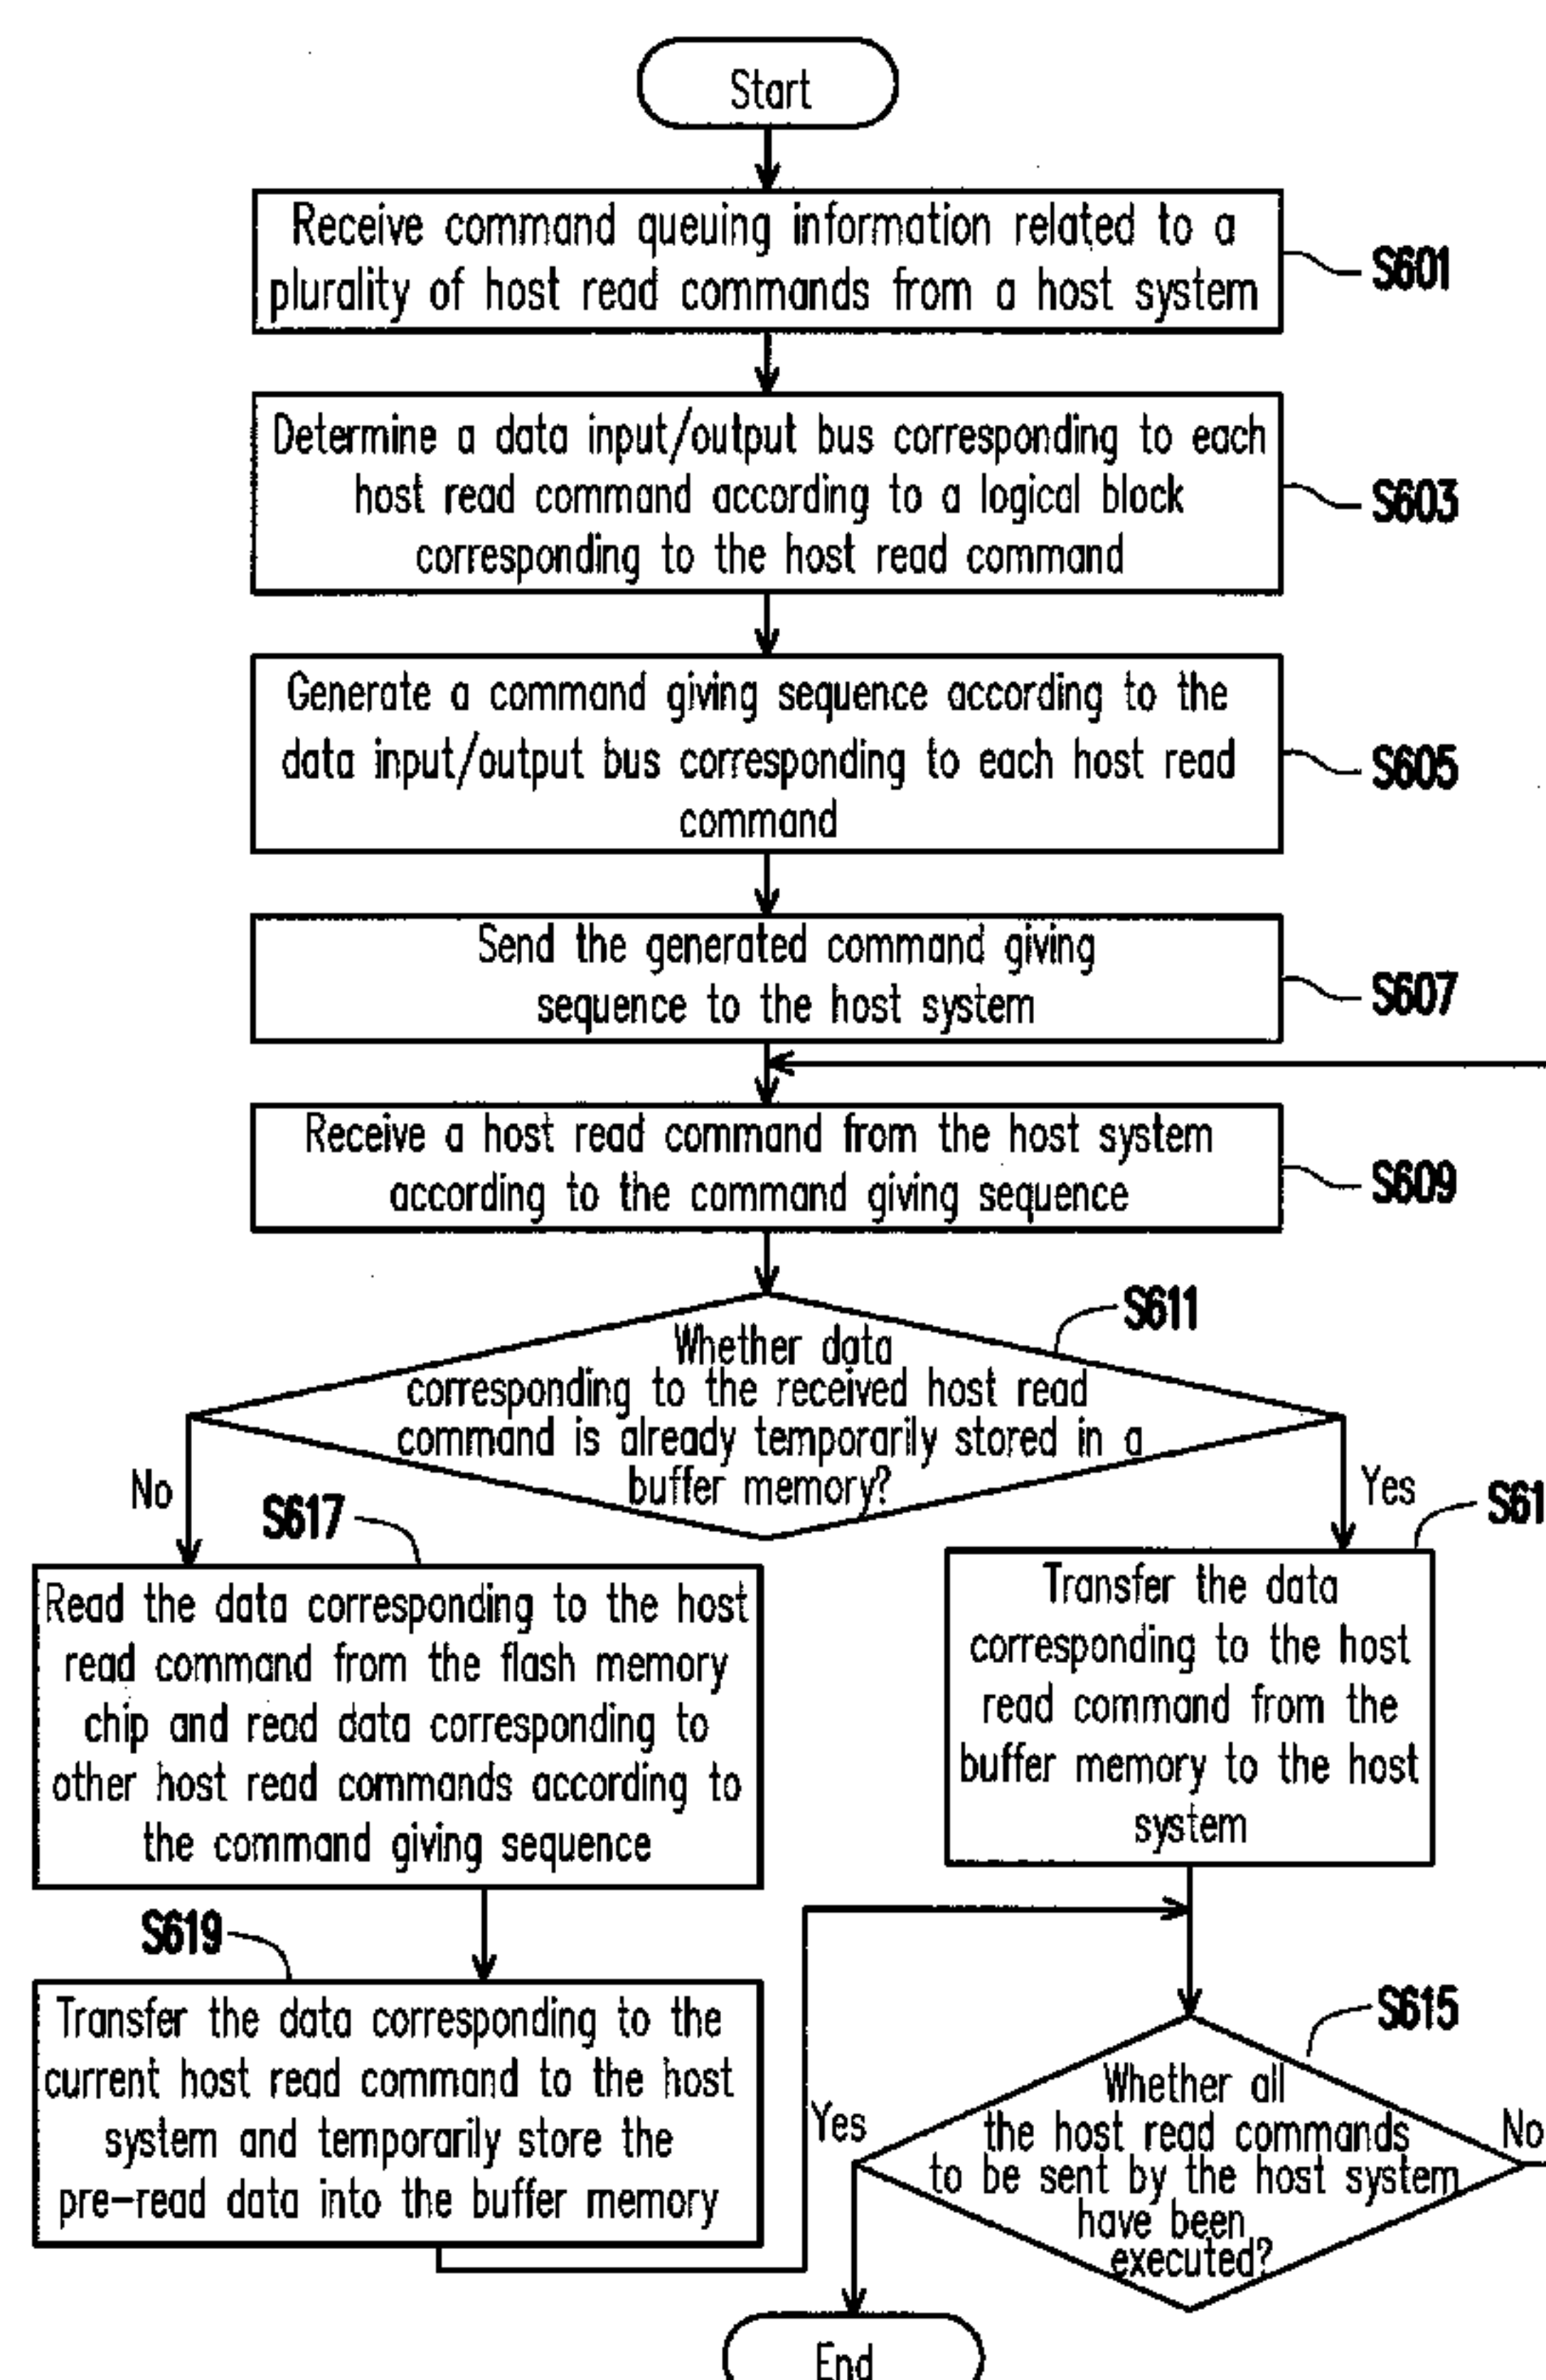 Start
Receive command queuing information related to a
plurality of host read commands from a host system
S601
Determine a data input/output bus corresponding to each
host read command according to a logical block
corresponding to the host read command
S603
Generate a command giving sequence according to the
data input/output bus corresponding to each host read
command
S605
Send the generated command giving
sequence to the host system
S607
Receive a host read command from the host system
according to the command giving sequence
S609
S611
Whether data
corresponding to the received host read
command is already temporarily stored in a
buffer memory?
No
Yes
S617
S61
Read the data corresponding to the host
read command from the flash memory
chip and read data corresponding to
other host read commands according to
the command giving sequence
Transfer the data
corresponding to the host
read command from the
buffer memory to the host
system
S619
Transfer the data corresponding to the
current host read command to the host
system and temporarily store the
pre-read data into the buffer memory
S615
Whether all
the host read commands
to be sent by the host system
have been
executed?
Yes
No
End